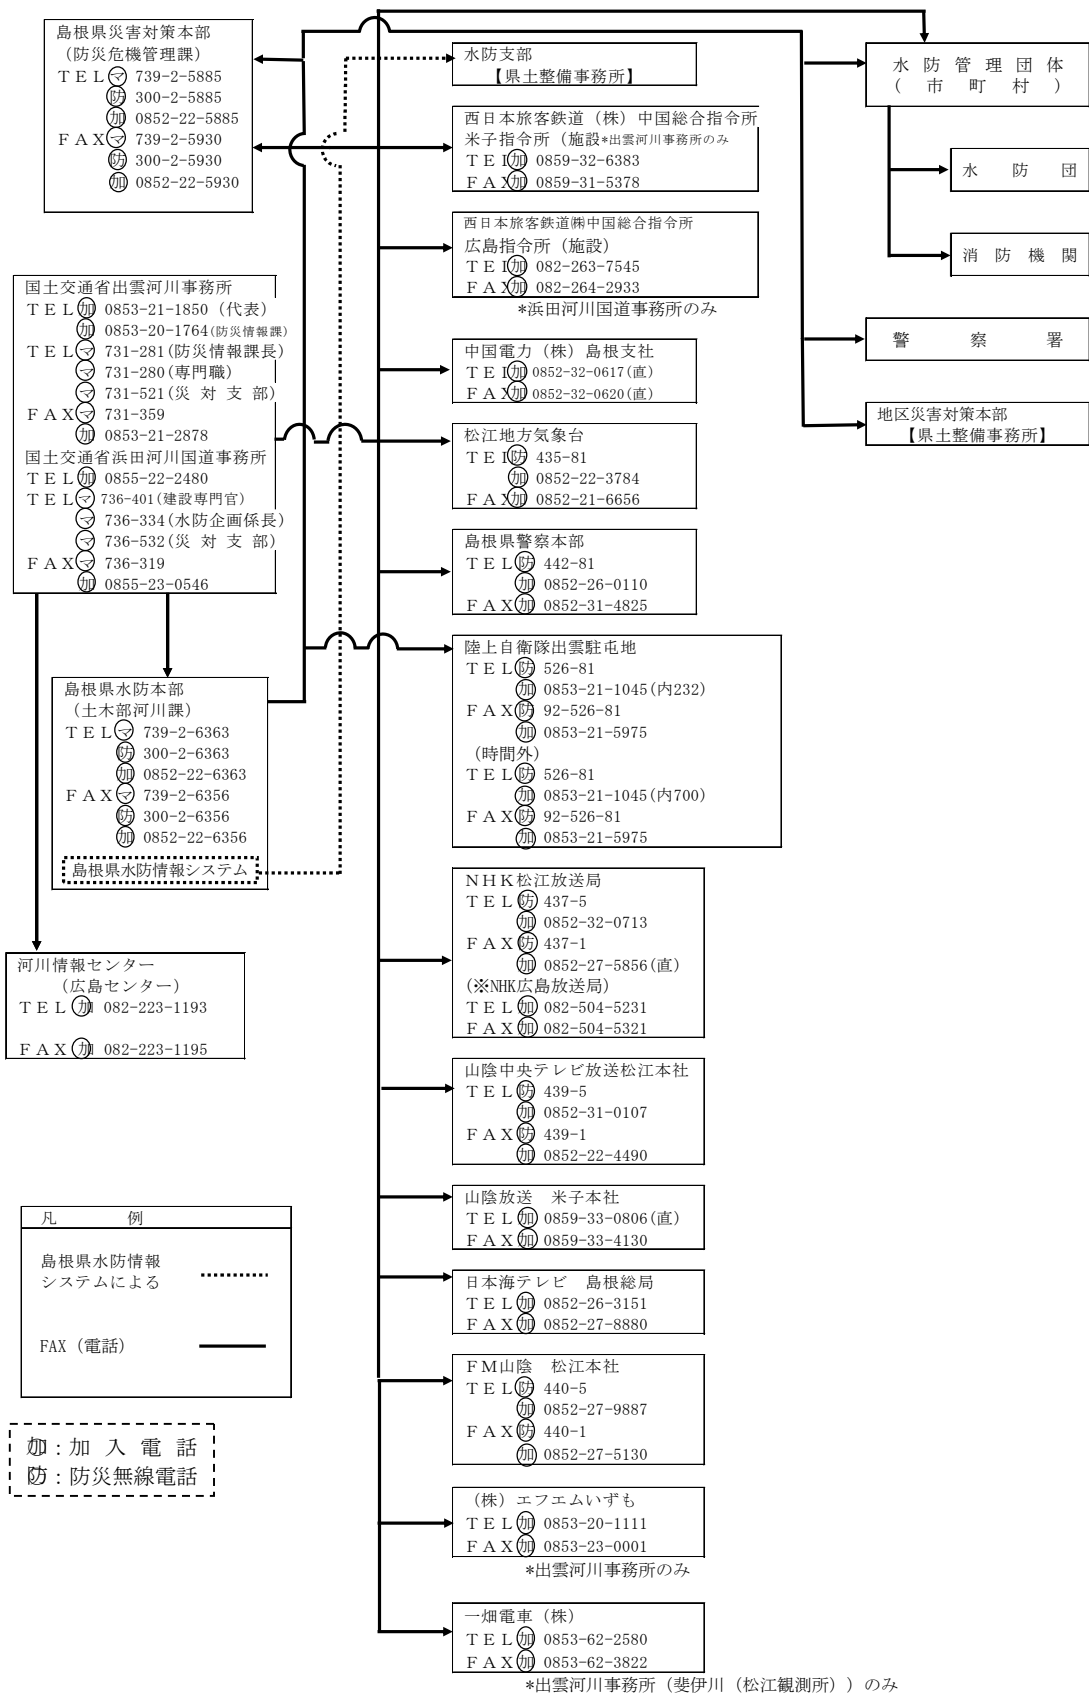 島根県災害対策本部
(防災危機管理課)
ＴＥＬ㋮ 739-2-5885
防 300-2-5885
加 0852-22-5885
ＦＡＸ㋮ 739-2-5930
防 300-2-5930
加 0852-22-5930
国土交通省出雲河川事務所
ＴＥＬ加 0853-21-1850（代表）
加 0853-20-1764(防災情報課)
ＴＥＬ㋮ 731-281(防災情報課長)
㋮ 731-280(専門職)
㋮ 731-521(災 対 支 部)
ＦＡＸ㋮ 731-359
加 0853-21-2878
国土交通省浜田河川国道事務所
ＴＥＬ加 0855-22-2480
ＴＥＬ㋮ 736-401(建設専門官)
㋮ 736-334(水防企画係長)
㋮ 736-532(災 対 支 部)
ＦＡＸ㋮ 736-319
加 0855-23-0546
島根県水防本部
（土木部河川課）
ＴＥＬ㋮ 739-2-6363
防 300-2-6363
加 0852-22-6363
ＦＡＸ㋮ 739-2-6356
防 300-2-6356
加 0852-22-6356
島根県水防情報システム
河川情報センター
（広島センター）
ＴＥＬ加 082-223-1193
ＦＡＸ加 082-223-1195
凡　　例
島根県水防情報
システムによる
FAX（電話）
加：加 入 電 話
防：防災無線電話
水防支部
【県土整備事務所】
西日本旅客鉄道（株）中国総合指令所
米子指令所（施設*出雲河川事務所のみ
ＴＥＬ加 0859-32-6383
ＦＡＸ加 0859-31-5378
西日本旅客鉄道㈱中国総合指令所
広島指令所（施設）
ＴＥＬ加 082-263-7545
ＦＡＸ加 082-264-2933
*浜田河川国道事務所のみ
中国電力（株）島根支社
ＴＥＬ加 0852-32-0617(直)
ＦＡＸ加 0852-32-0620(直)
松江地方気象台
ＴＥＬ防 435-81
加 0852-22-3784
ＦＡＸ加 0852-21-6656
島根県警察本部
ＴＥＬ防 442-81
加 0852-26-0110
ＦＡＸ加 0852-31-4825
陸上自衛隊出雲駐屯地
ＴＥＬ防 526-81
加 0853-21-1045(内232)
ＦＡＸ防 92-526-81
加 0853-21-5975
（時間外）
ＴＥＬ防 526-81
加 0853-21-1045(内700)
ＦＡＸ防 92-526-81
加 0853-21-5975
ＮＨＫ松江放送局
ＴＥＬ防 437-5
加 0852-32-0713
ＦＡＸ防 437-1
加 0852-27-5856(直)
(※NHK広島放送局)
ＴＥＬ加 082-504-5231
ＦＡＸ加 082-504-5321
山陰中央テレビ放送松江本社
ＴＥＬ防 439-5
加 0852-31-0107
ＦＡＸ防 439-1
加 0852-22-4490
山陰放送　米子本社
ＴＥＬ加 0859-33-0806(直)
ＦＡＸ加 0859-33-4130
日本海テレビ　島根総局
ＴＥＬ加 0852-26-3151
ＦＡＸ加 0852-27-8880
ＦＭ山陰　松江本社
ＴＥＬ防 440-5
加 0852-27-9887
ＦＡＸ防 440-1
加 0852-27-5130
（株）エフエムいずも
ＴＥＬ加 0853-20-1111
ＦＡＸ加 0853-23-0001
*出雲河川事務所のみ
一畑電車（株）
ＴＥＬ加 0853-62-2580
ＦＡＸ加 0853-62-3822
*出雲河川事務所（斐伊川（松江観測所））のみ
水 防 管 理 団 体
（ 市 町 村 ）
水 防 団
消 防 機 関
警 察 署
地区災害対策本部
【県土整備事務所】